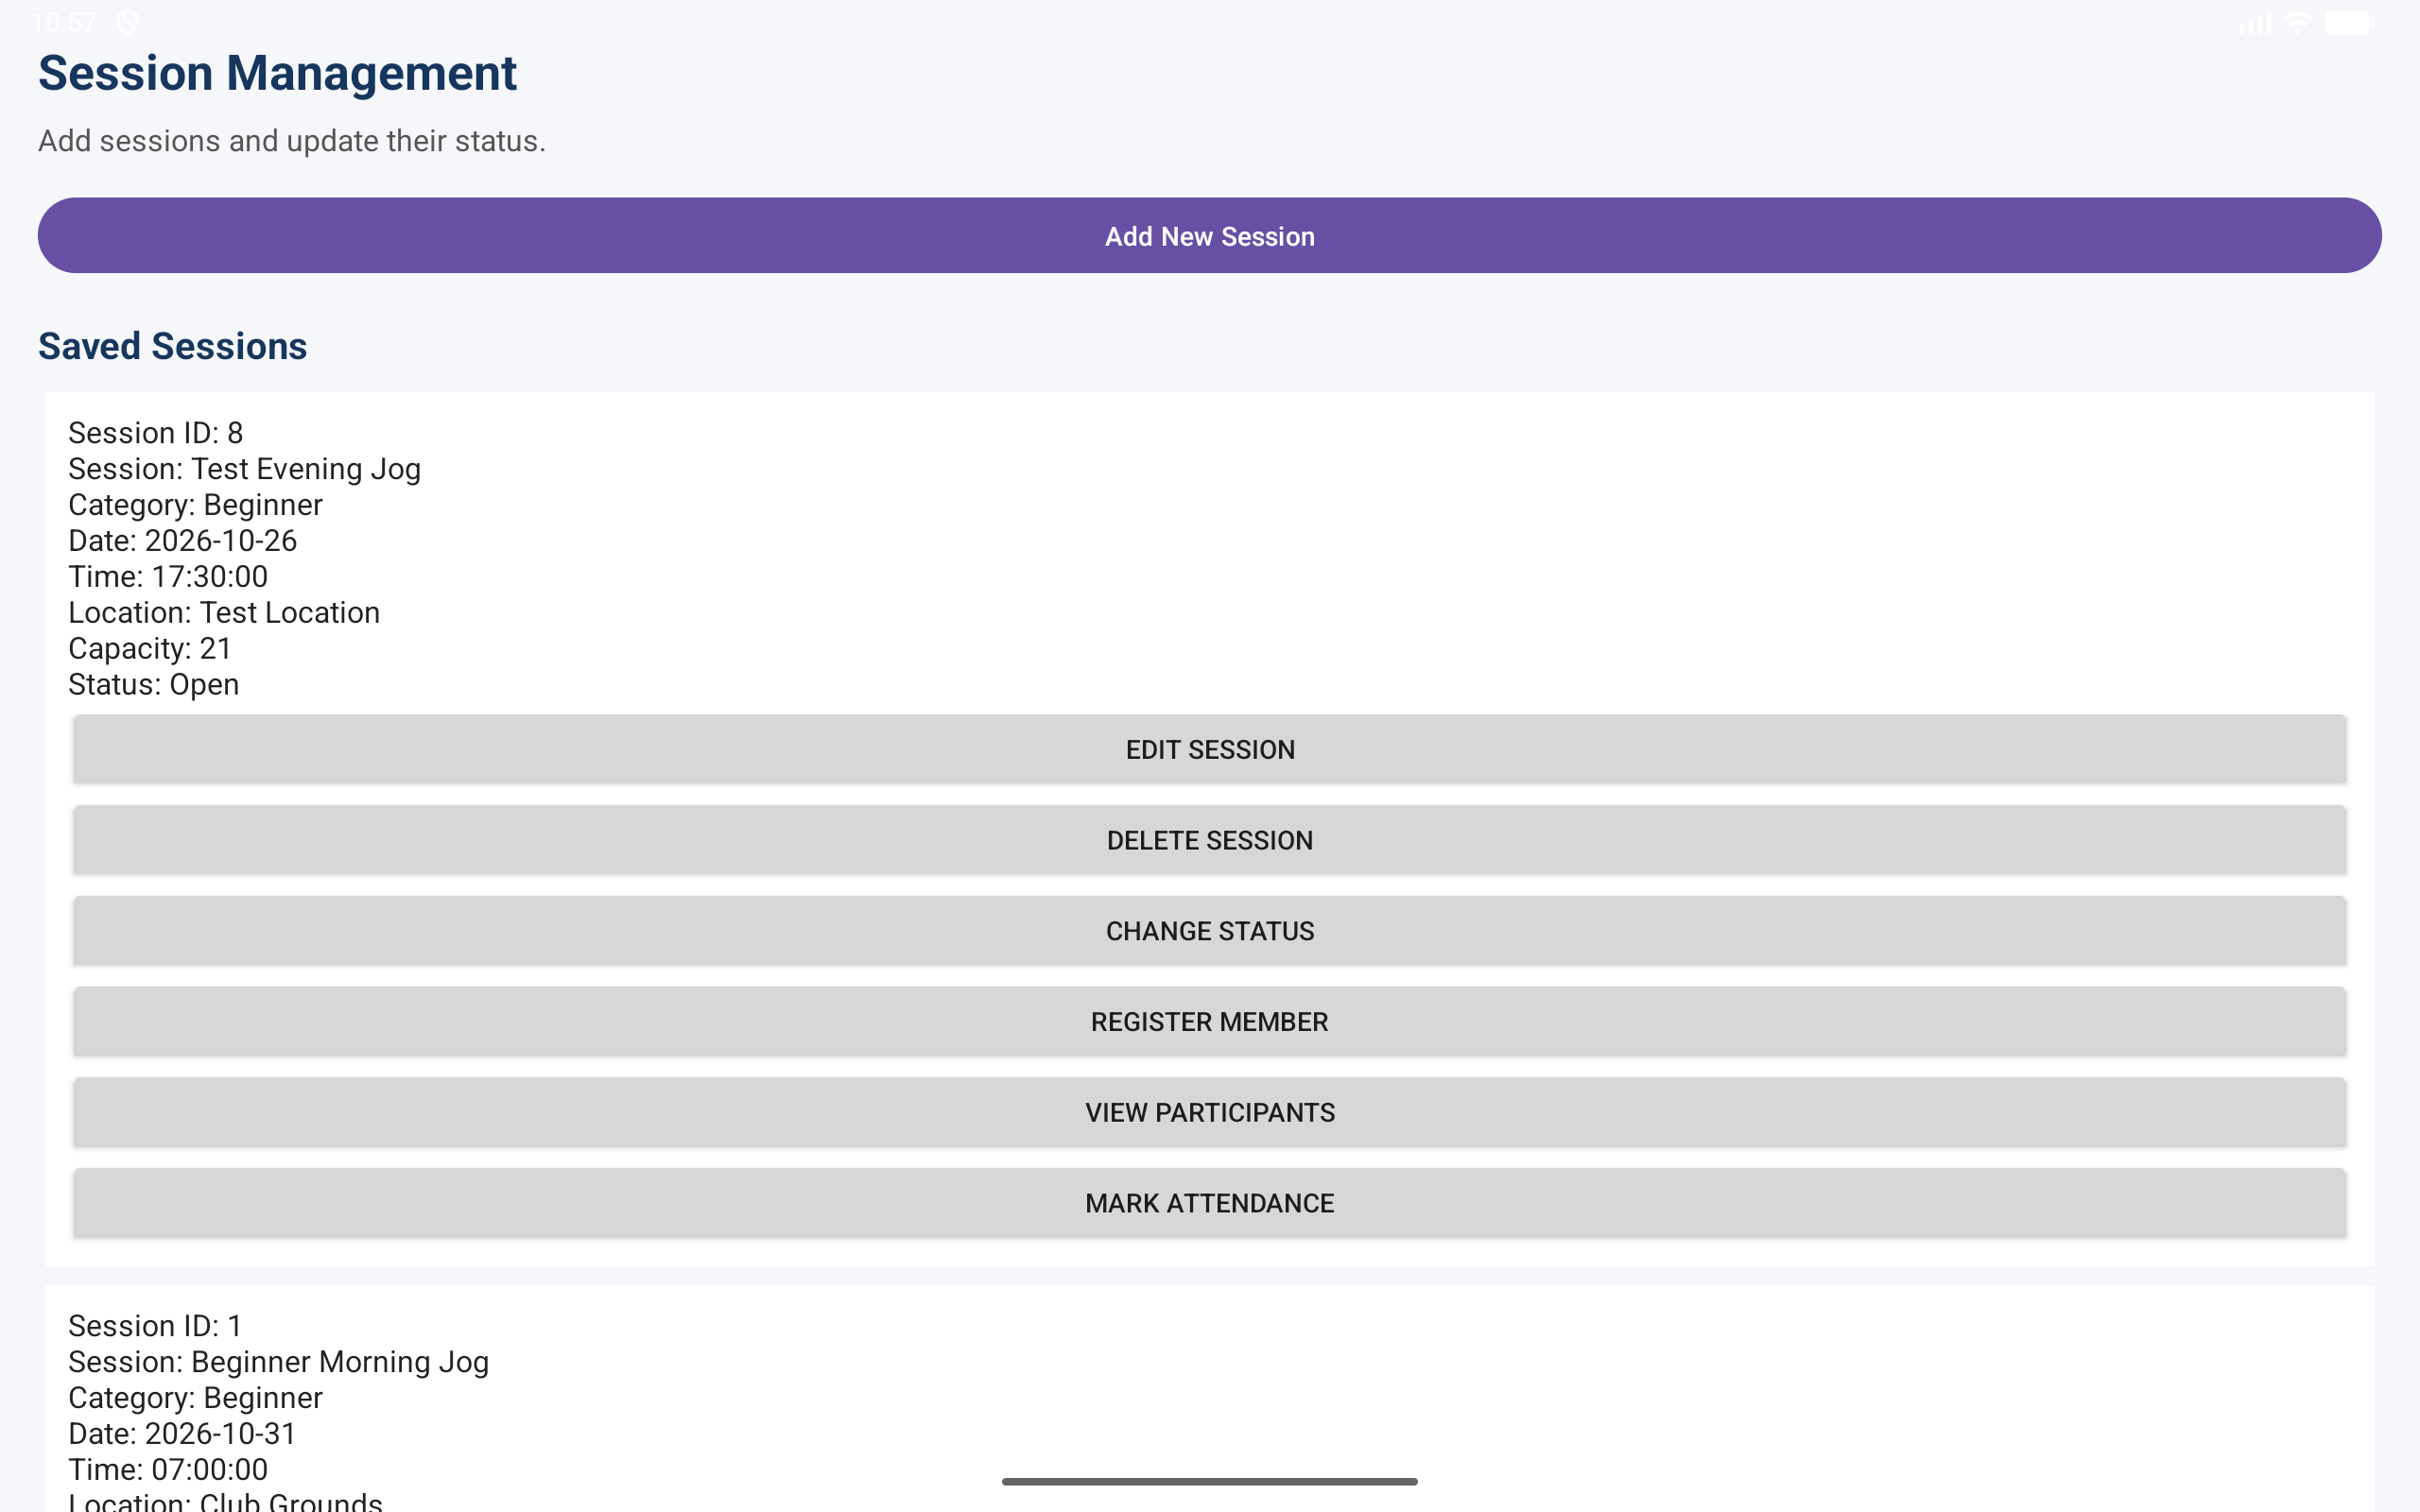 10:57
Session Management
Add sessions and update their status.
Add New Session
Saved Sessions
Session ID: 8
Session: Test Evening Jog
Category: Beginner
Date: 2026-10-26
Time: 17:30:00
Location: Test Location
Capacity: 21
Status: Open
EDIT SESSION
DELETE SESSION
CHANGE STATUS
REGISTER MEMBER
VIEW PARTICIPANTS
MARK ATTENDANCE
Session ID: 1
Session: Beginner Morning Jog
Category: Beginner
Date: 2026-10-31
Time: 07:00:00
Location: Club Grounds